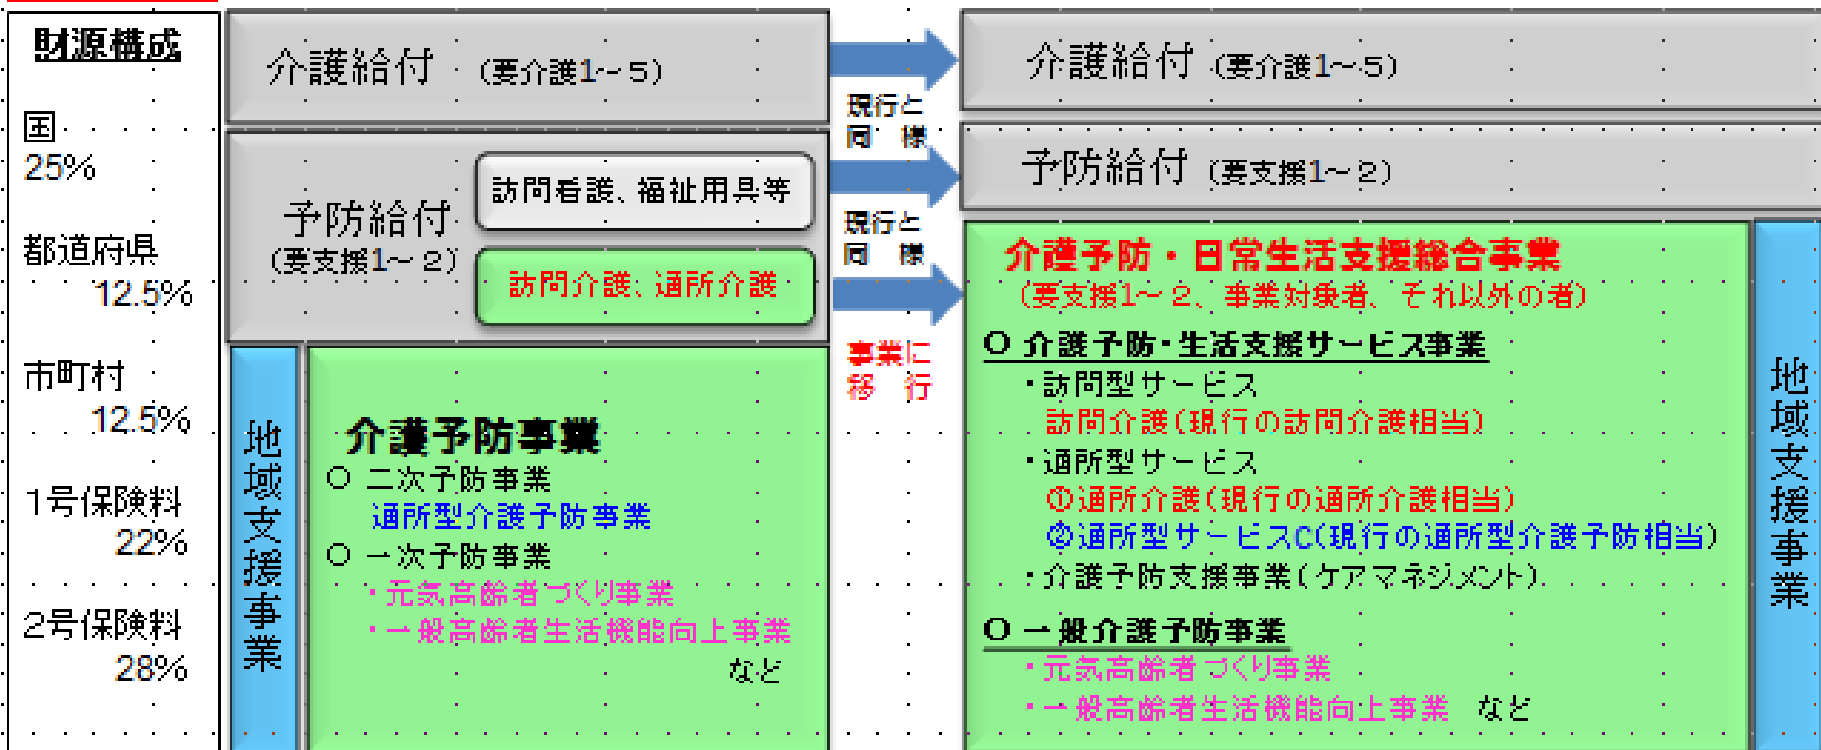 財源構成
国
25%
都道府県
12.5%
市町村
12.5%
1号保険料
22%
2号保険料
28%
介護給付 (要介護1～5)
予防給付
(要支援1～2)
訪問看護、福祉用具等
訪問介護、通所介護
地域支援事業
介護予防事業
〇 二次予防事業
通所型介護予防事業
〇 一次予防事業
・元気高齢者づくり事業
・一般高齢者生活機能向上事業
など
現行と
同 様
現行と
同 様
事業に
移 行
介護給付 (要介護1～5)
予防給付 (要支援1～2)
介護予防・日常生活支援総合事業
(要支援1～2、事業対象者、それ以外の者)
〇 介護予防・生活支援サービス事業
・訪問型サービス
訪問介護(現行の訪問介護相当)
・通所型サービス
①通所介護(現行の通所介護相当)
②通所型サービスC(現行の通所型介護予防相当)
・介護予防支援事業(ケアマネジメント)
〇 一般介護予防事業
・元気高齢者づくり事業
・一般高齢者生活機能向上事業 など
地域支援事業